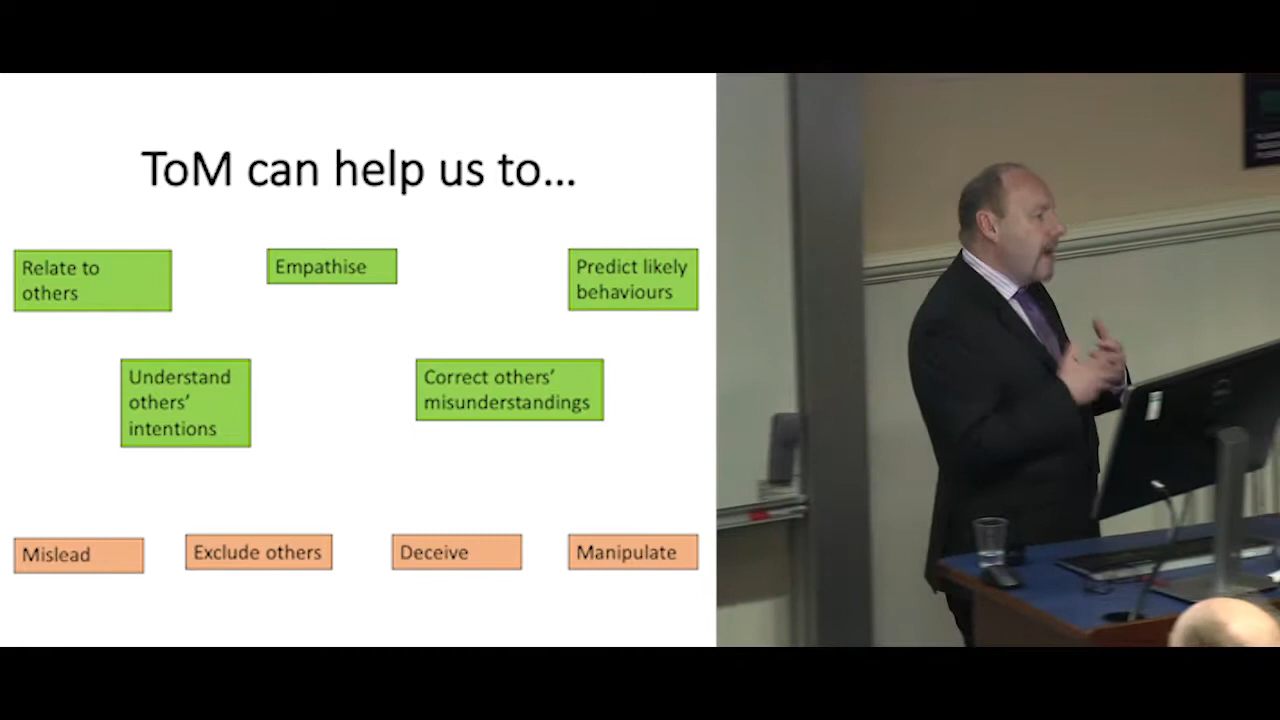 ToM can help us to...
Relate to
others
Empathise
Predict likely
behaviours
Understand
others'
intentions
Correct others'
misunderstandings
Mislead
Exclude others
Deceive
Manipulate